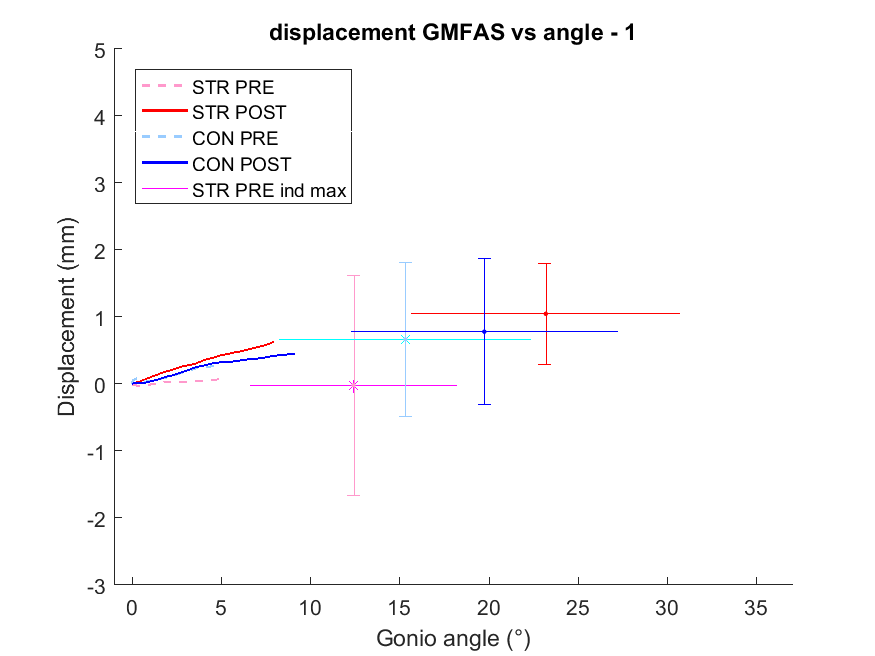 displacement GMFAS vs angle - 1
5
4
3
2
1
0
-1
-2
-3
Displacement (mm)
STR PRE
STR POST
CON PRE
CON POST
STR PRE ind max
0 5 10 15 20 25 30 35
Gonio angle (°)